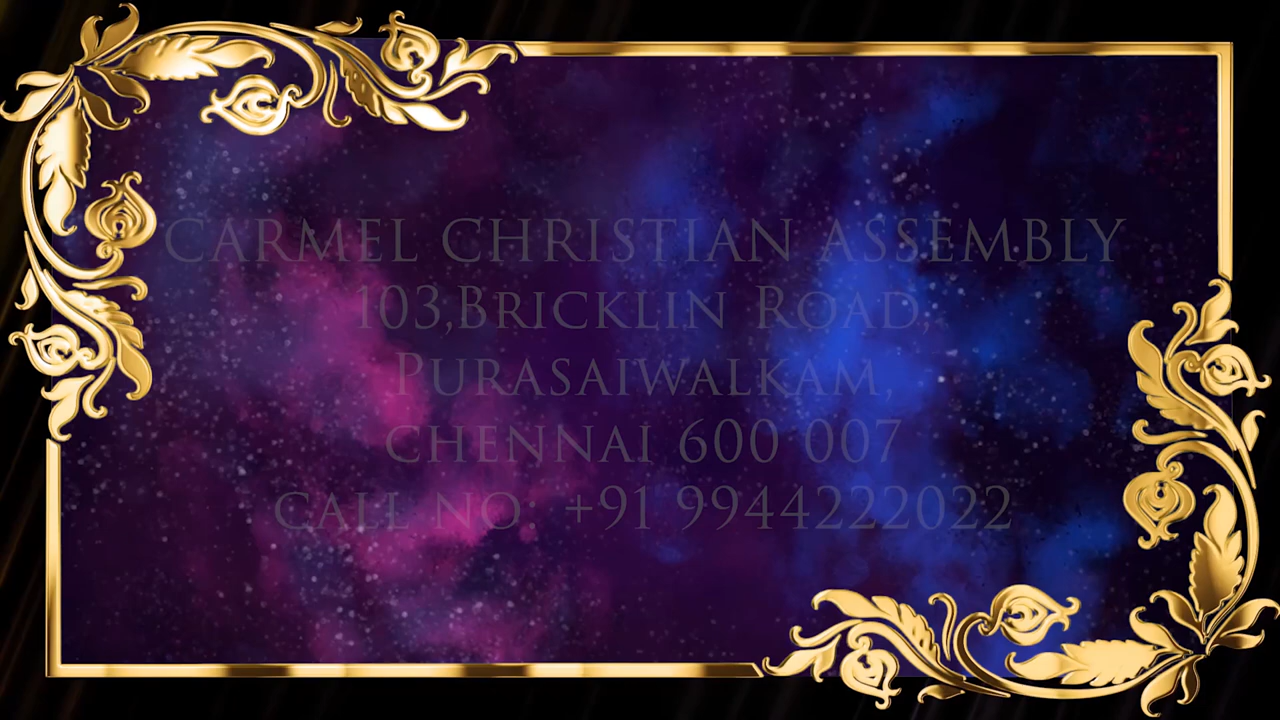 CARMEL CHRISTIAN ASSEMBLY
103,BRICKLIN ROAD,
PURASAIWALKAM,
CHENNAI 600 007
CALL NO: +91 9944222022